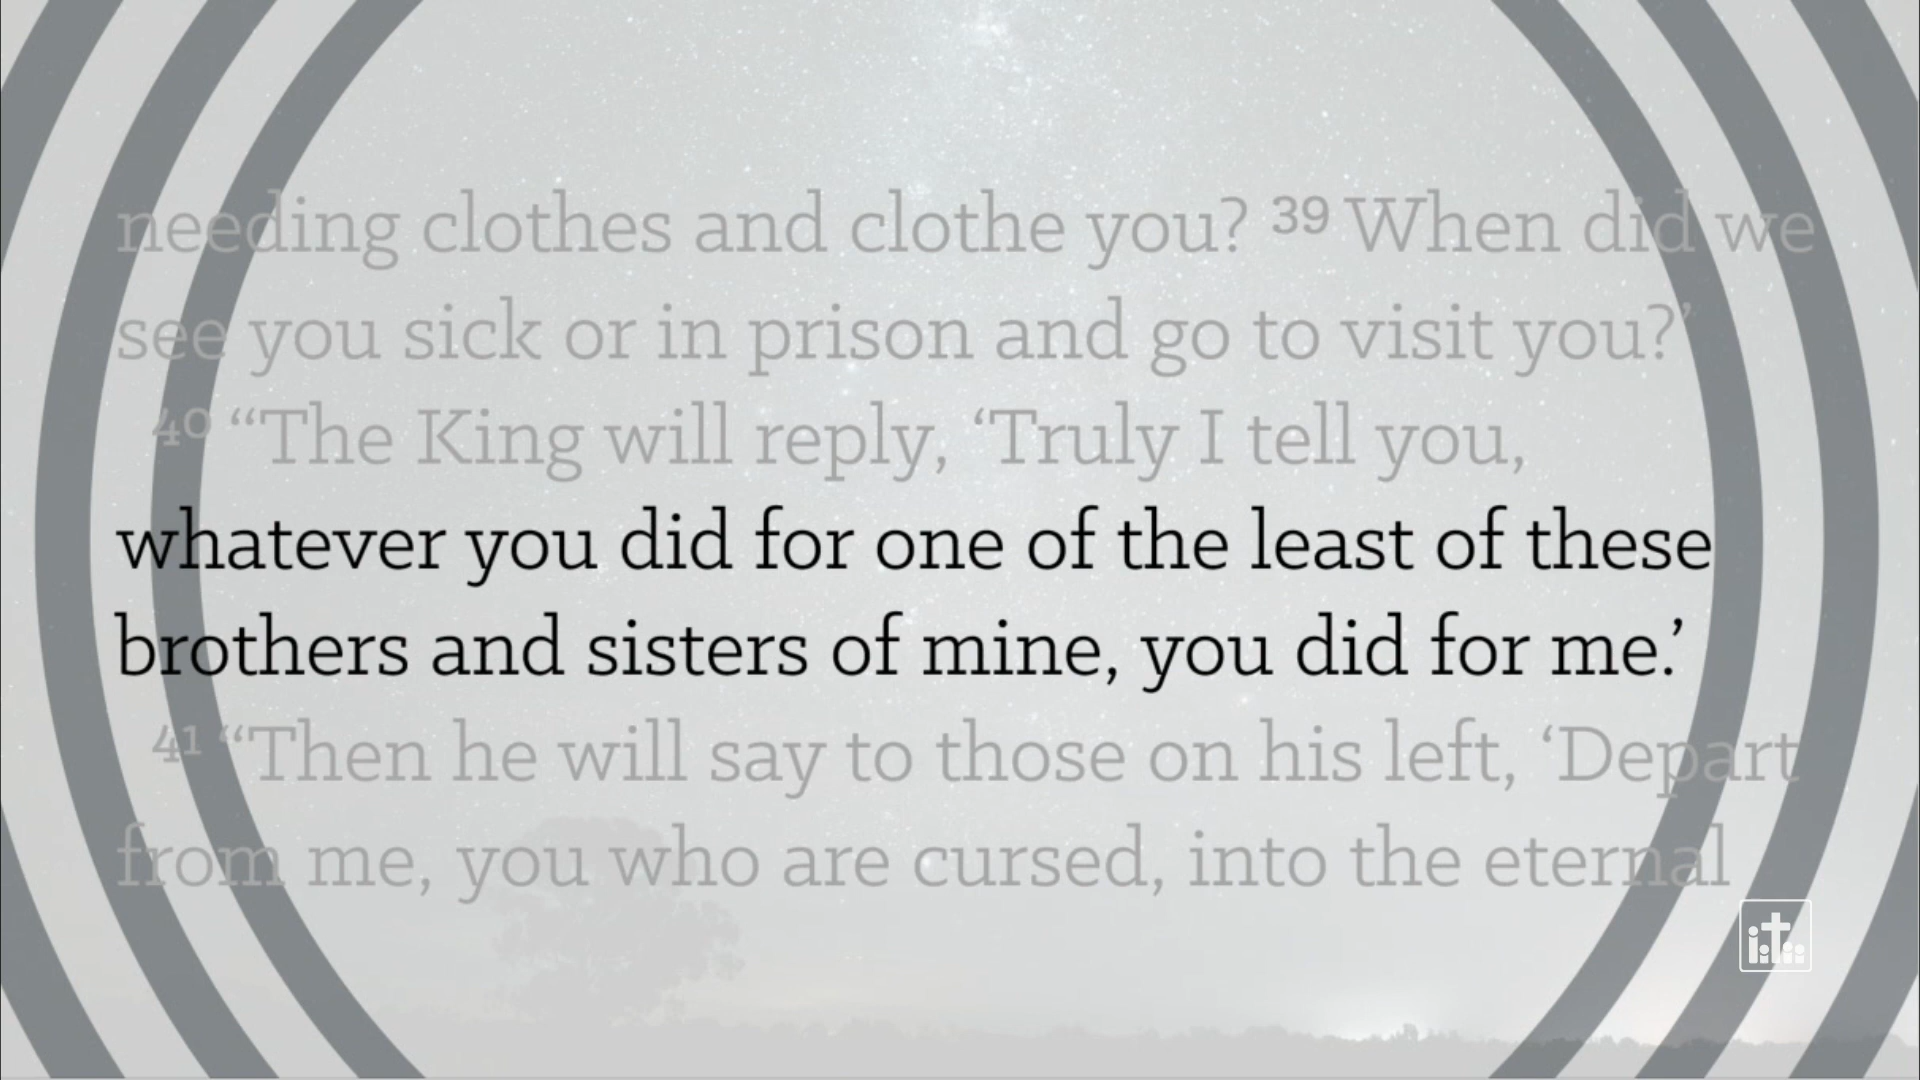 needing clothes and clothe you? 39 When did we
see you sick or in prison and go to visit you?’
40 “The King will reply, ‘Truly I tell you,
whatever you did for one of the least of these
brothers and sisters of mine, you did for me.’
41 “Then he will say to those on his left, ‘Depart
from me, you who are cursed, into the eternal